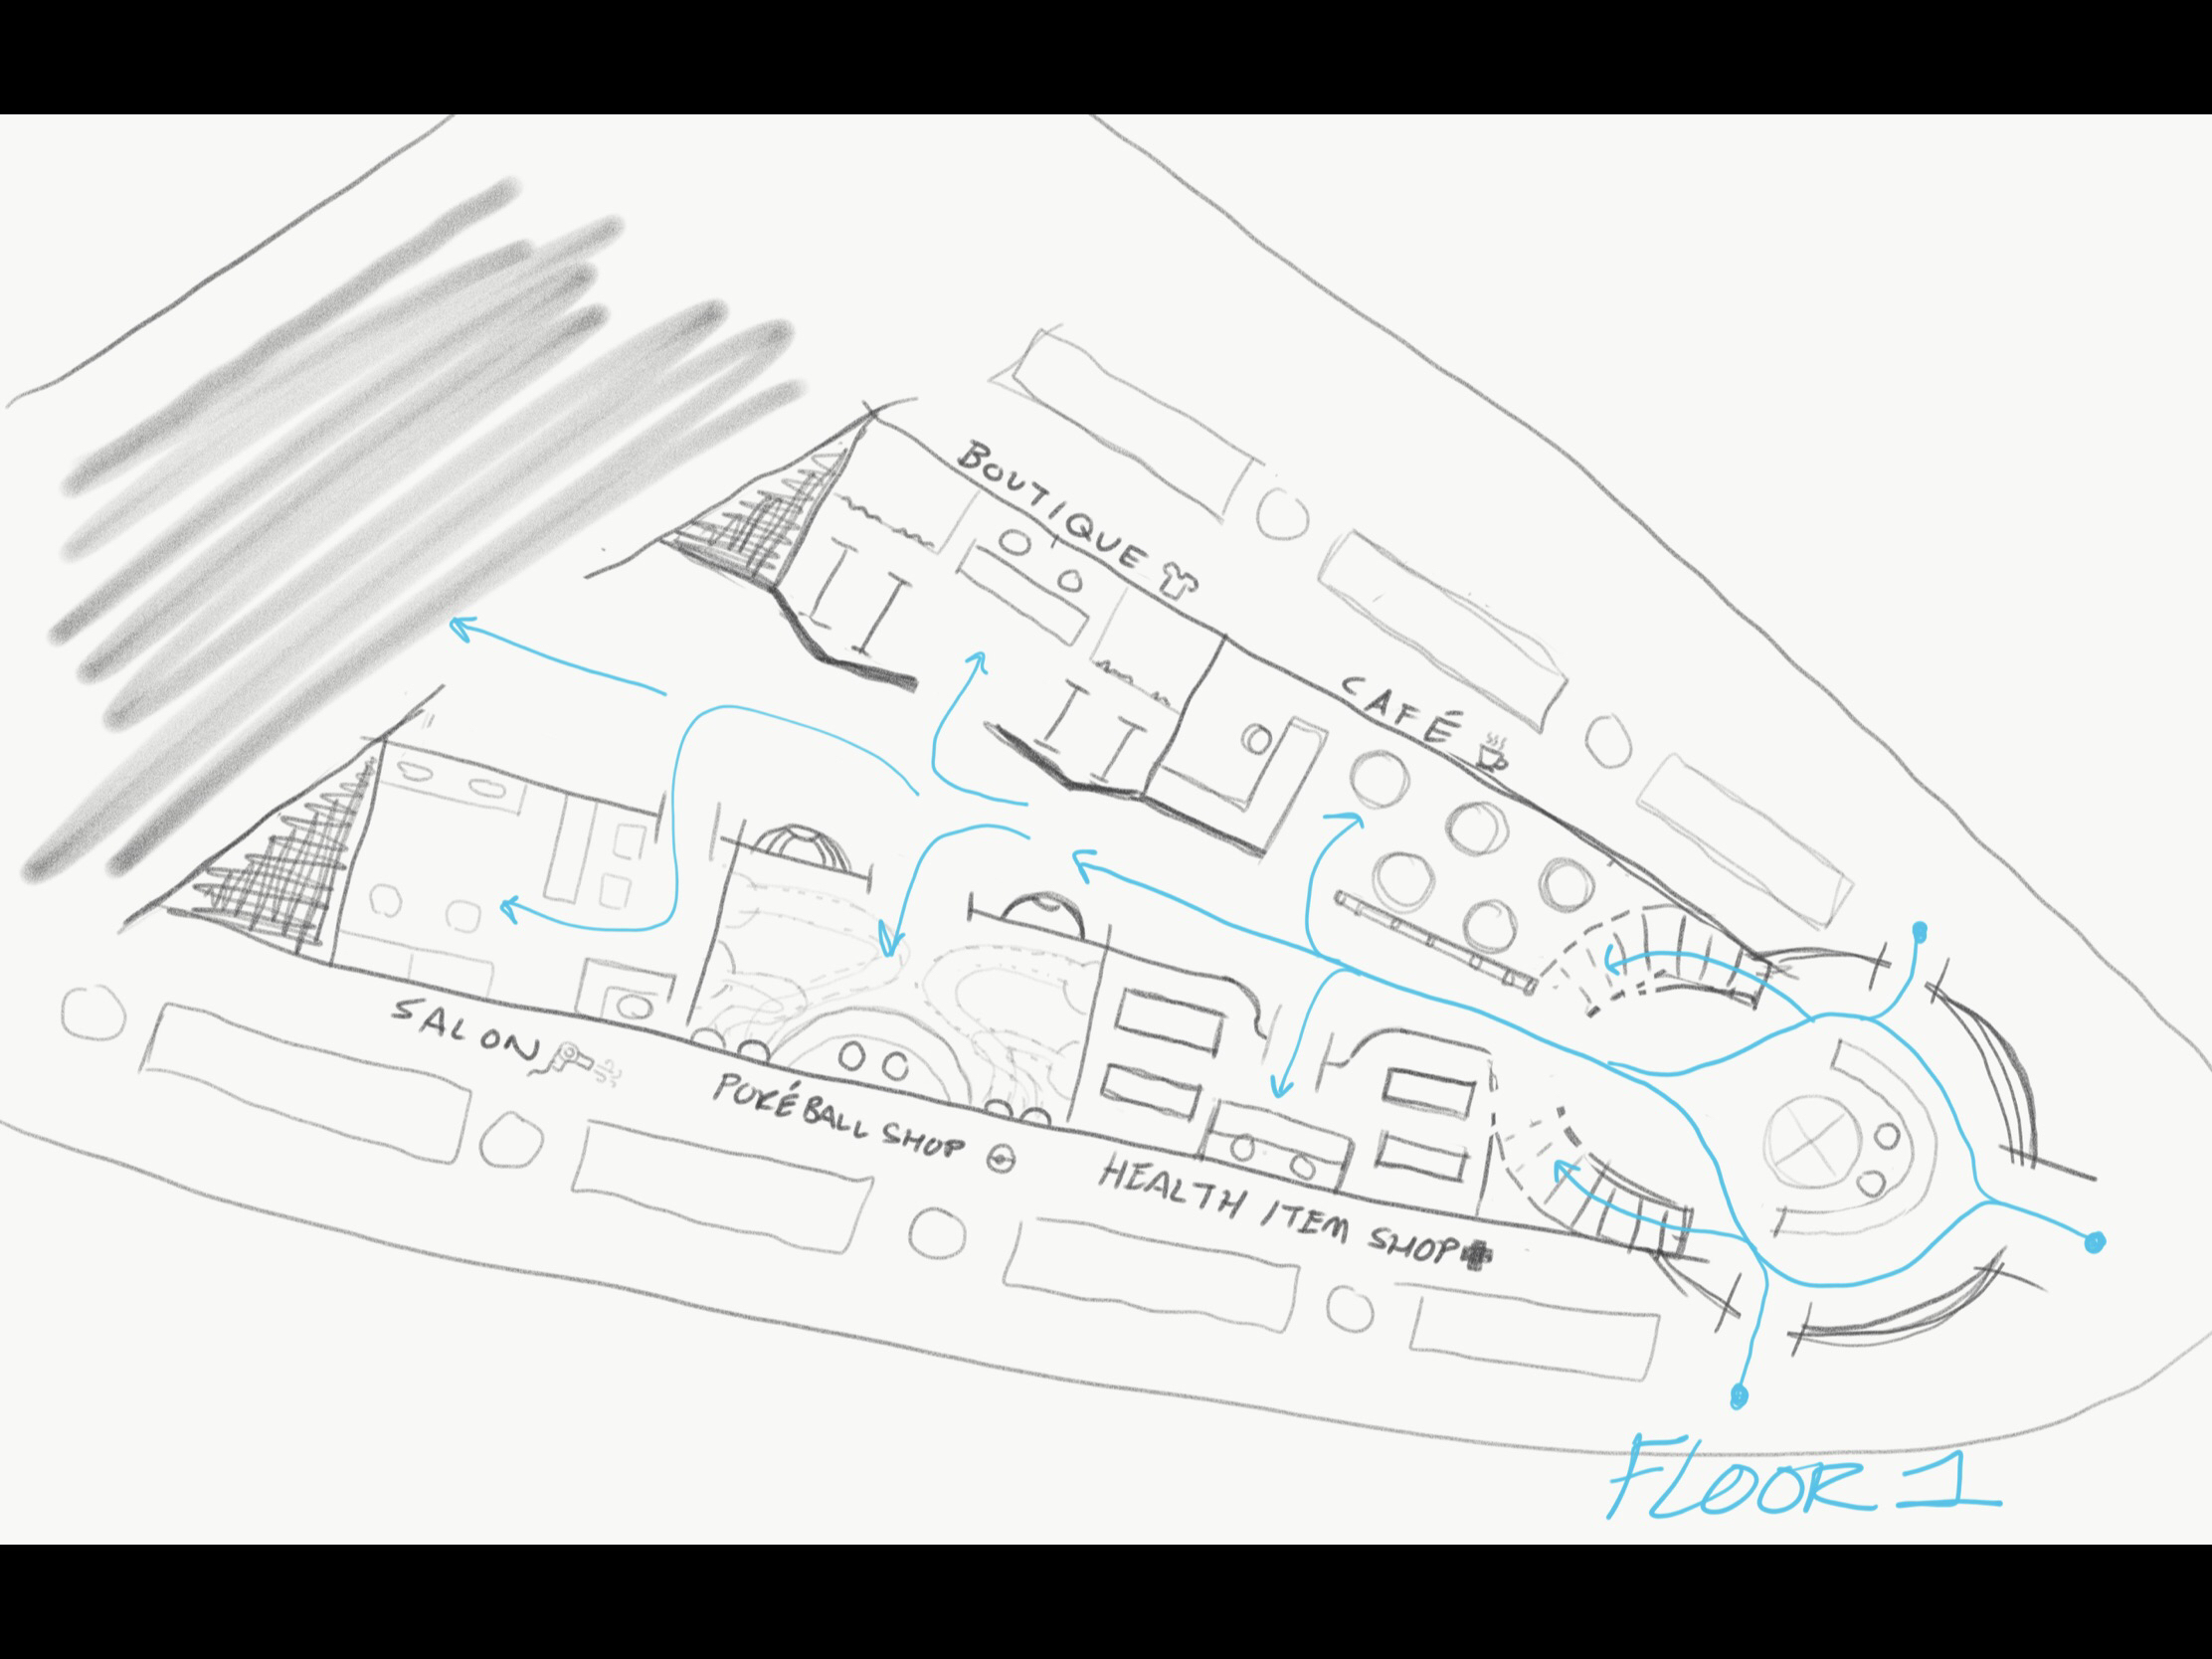 BOUTIQUE
CAFÉ
SALON
POKÉBALL SHOP
HEALTH ITEM SHOP
FLOOR 1